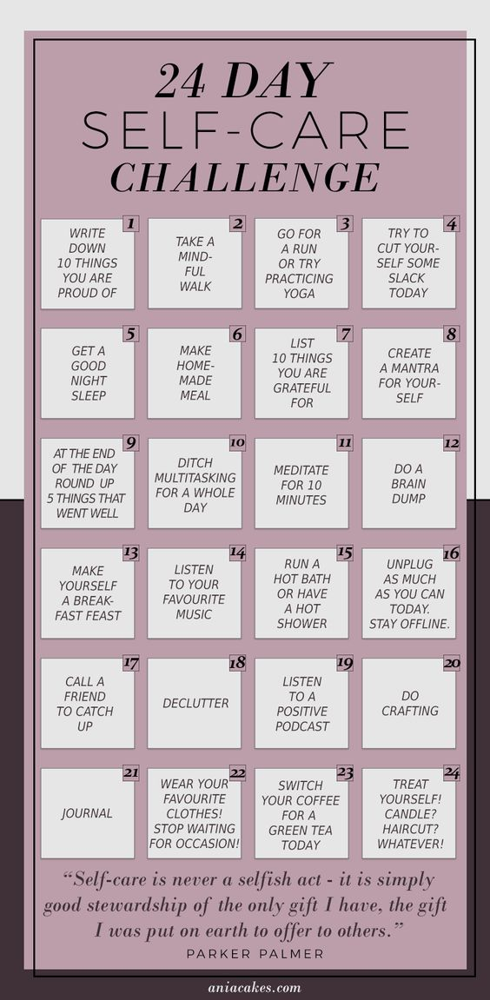 24 DAY
SELF-CARE
CHALLENGE
1
WRITE
DOWN
10 THINGS
YOU ARE
PROUD OF
2
TAKE A
MIND-
FUL
WALK
3
GO FOR
A RUN
OR TRY
PRACTICING
YOGA
4
TRY TO
CUT YOUR-
SELF SOME
SLACK
TODAY
5
GET A
GOOD
NIGHT
SLEEP
6
MAKE
HOME-
MADE
MEAL
7
LIST
10 THINGS
YOU ARE
GRATEFUL
FOR
8
CREATE
A MANTRA
FOR YOUR-
SELF
9
AT THE END
OF THE DAY
ROUND UP
5 THINGS THAT
WENT WELL
10
DITCH
MULTITASKING
FOR A WHOLE
DAY
11
MEDITATE
FOR 10
MINUTES
12
DO A
BRAIN
DUMP
13
MAKE
YOURSELF
A BREAK-
FAST FEAST
14
LISTEN
TO YOUR
FAVOURITE
MUSIC
15
RUN A
HOT BATH
OR HAVE
A HOT
SHOWER
16
UNPLUG
AS MUCH
AS YOU CAN
TODAY.
STAY OFFLINE.
17
CALL A
FRIEND
TO CATCH
UP
18
DECLUTTER
19
LISTEN
TO A
POSITIVE
PODCAST
20
DO
CRAFTING
21
JOURNAL
22
WEAR YOUR
FAVOURITE
CLOTHES!
STOP WAITING
FOR OCCASION!
23
SWITCH
YOUR COFFEE
FOR A
GREEN TEA
TODAY
24
TREAT
YOURSELF!
CANDLE?
HAIRCUT?
WHATEVER!
“Self-care is never a selfish act - it is simply
good stewardship of the only gift I have, the gift
I was put on earth to offer to others.”
PARKER PALMER
aniacakes.com